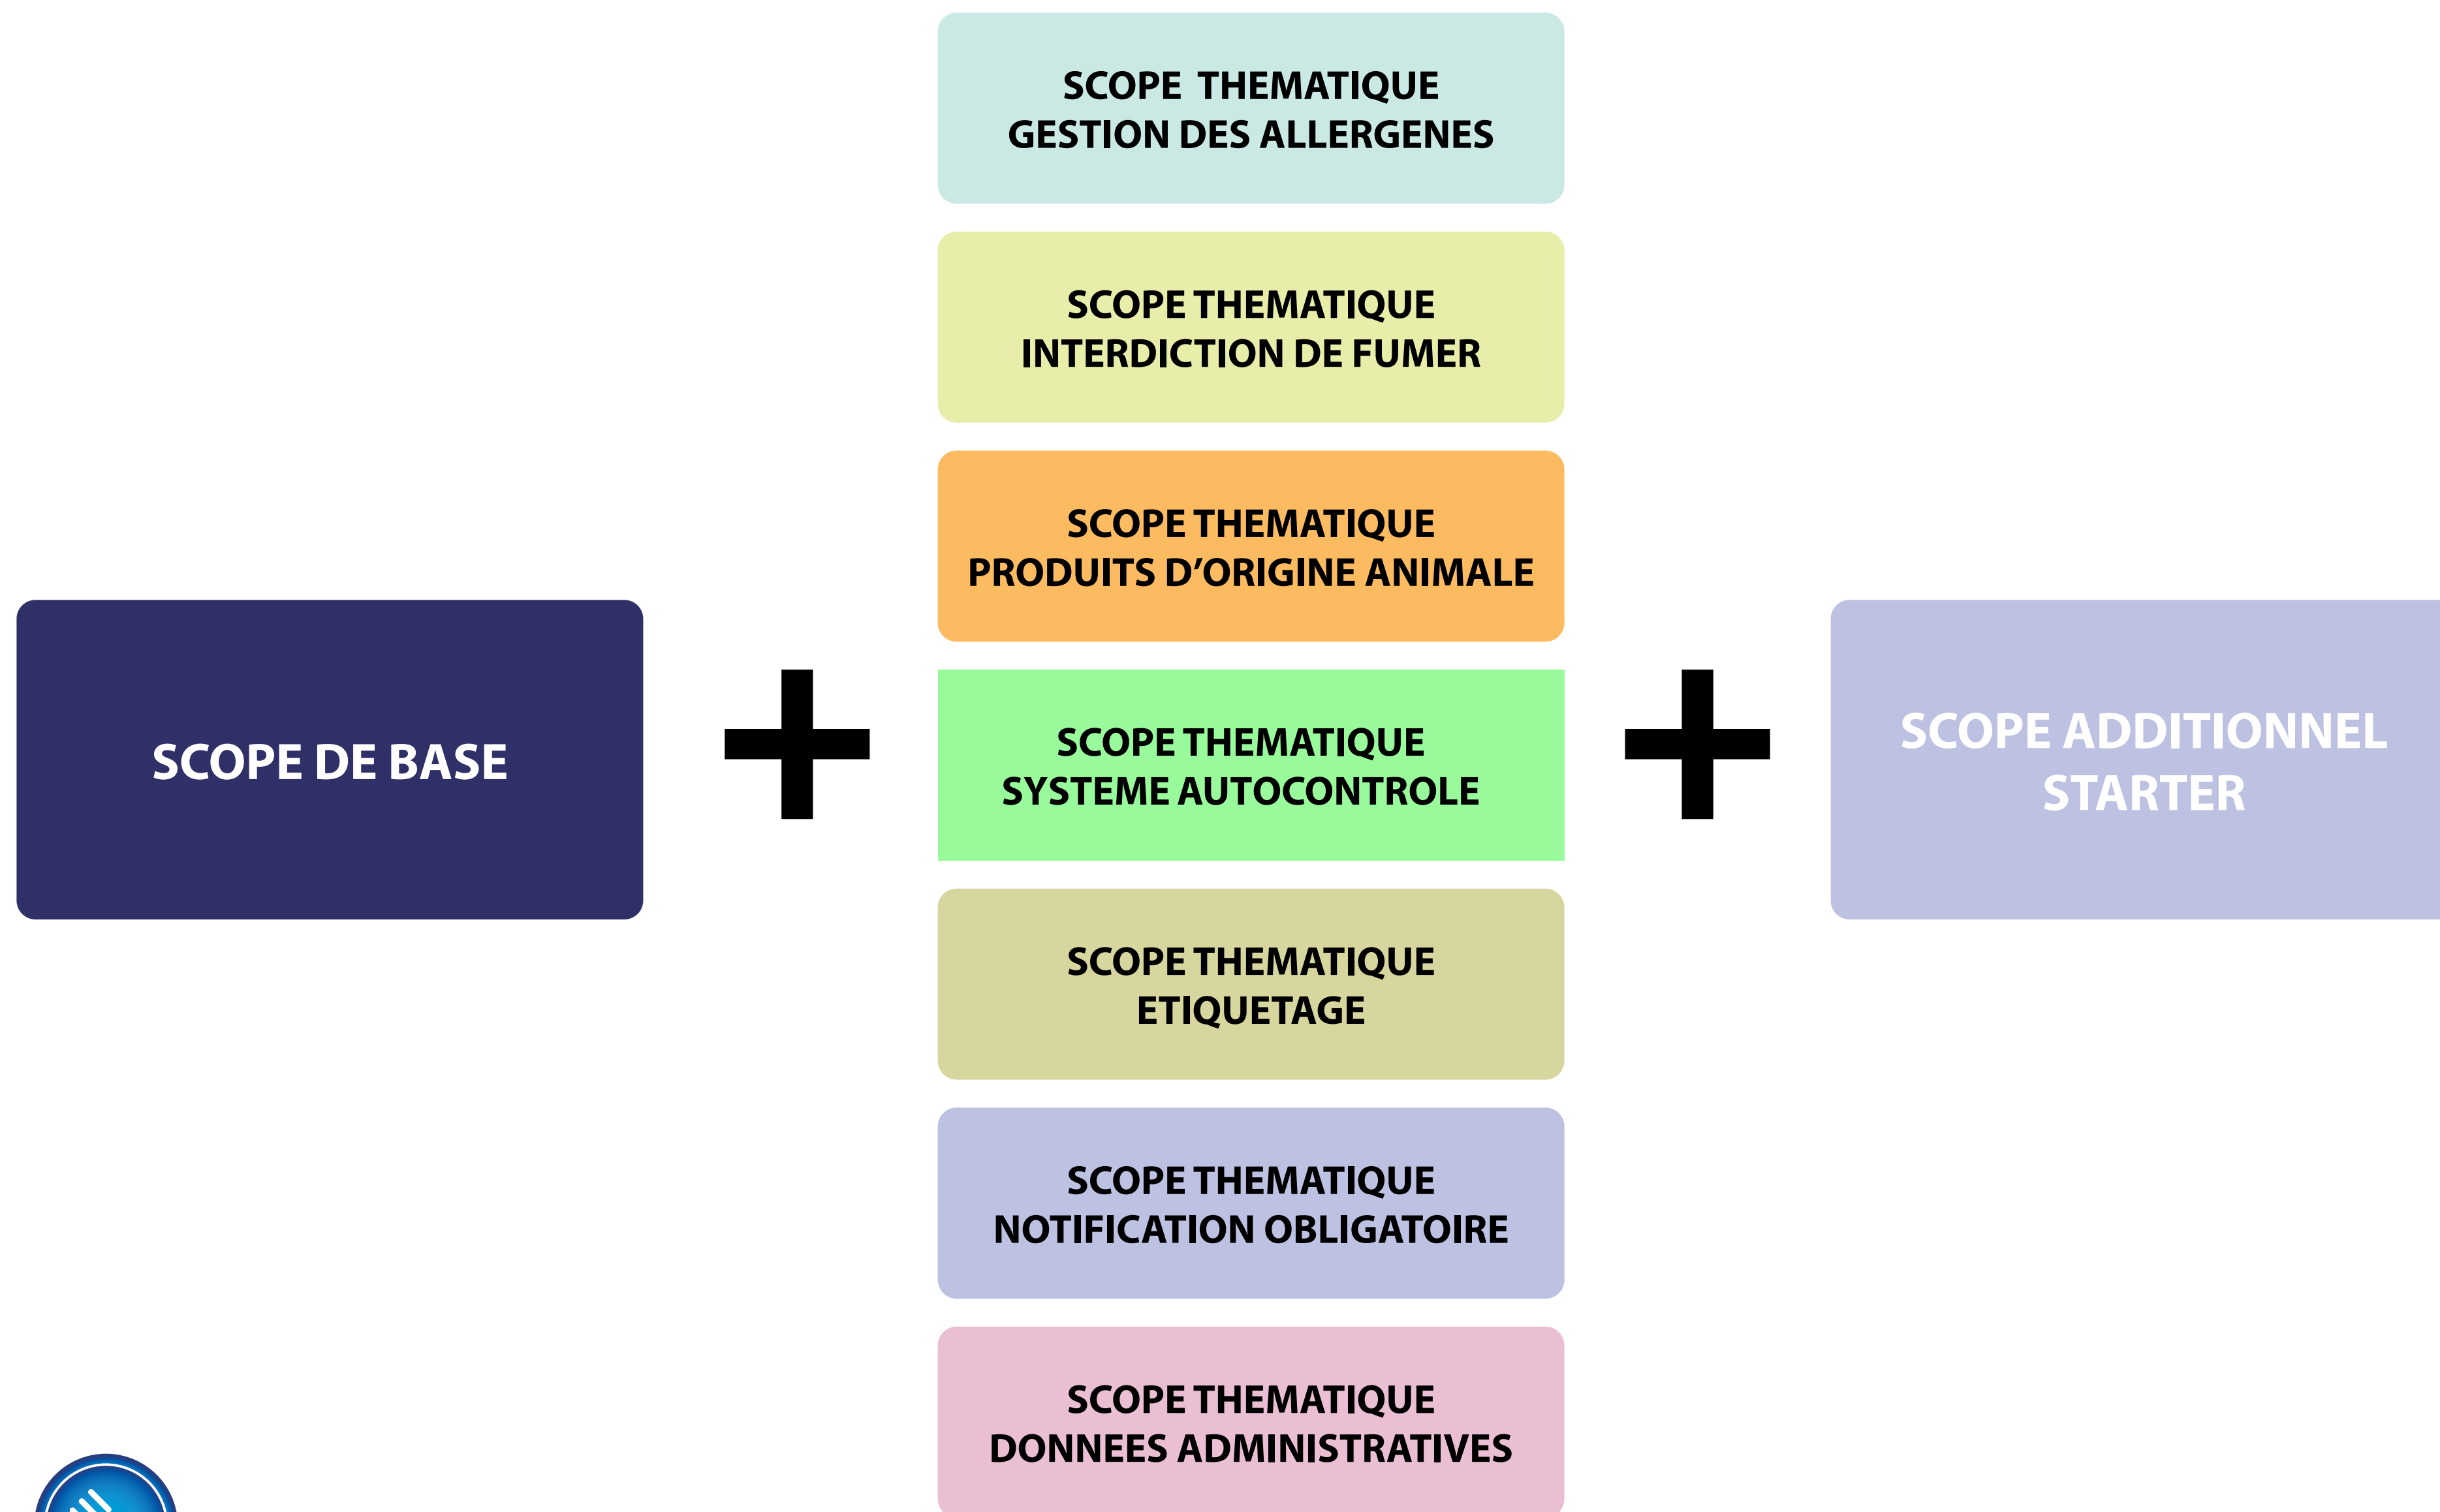 SCOPE DE BASE
SCOPE THEMATIQUE
GESTION DES ALLERGENES
SCOPE THEMATIQUE
INTERDICTION DE FUMER
SCOPE THEMATIQUE
PRODUITS D’ORIGINE ANIMALE
SCOPE THEMATIQUE
SYSTEME AUTOCONTROLE
SCOPE THEMATIQUE
ETIQUETAGE
SCOPE THEMATIQUE
NOTIFICATION OBLIGATOIRE
SCOPE THEMATIQUE
DONNEES ADMINISTRATIVES
SCOPE ADDITIONNEL
STARTER